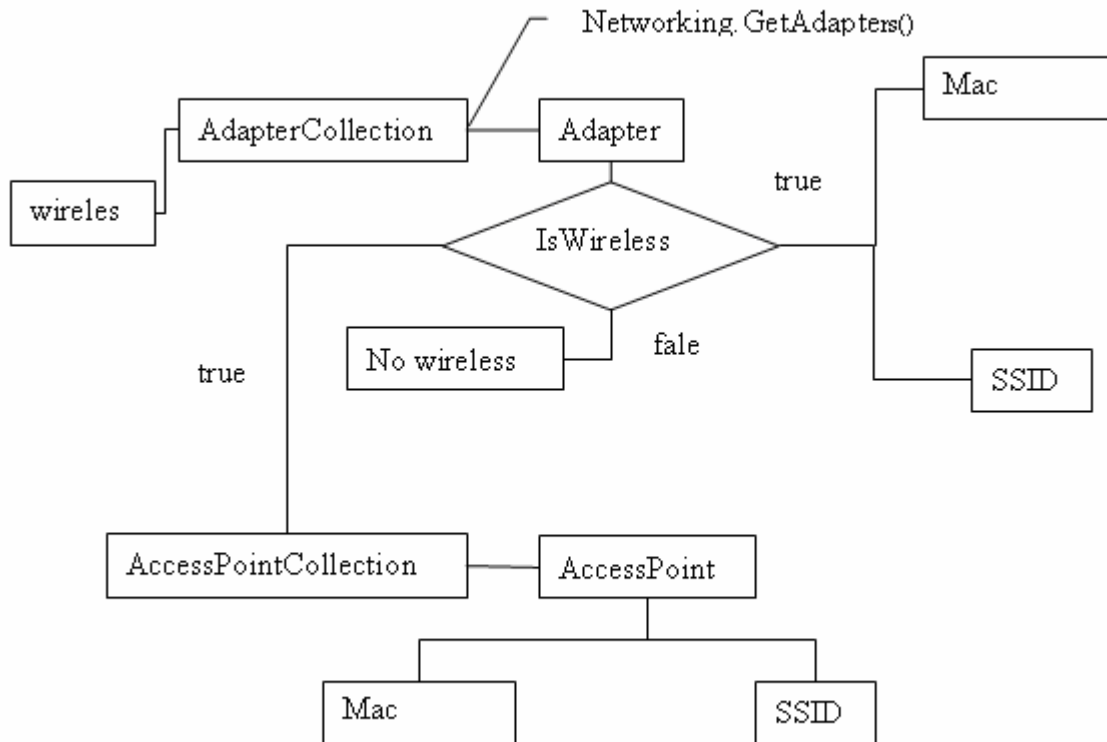 Networking.GetAdapters()
Mac
AdapterCollection
Adapter
true
wireles
IsWireless
No wireless
fale
true
SSID
AccessPointCollection
AccessPoint
Mac
SSID